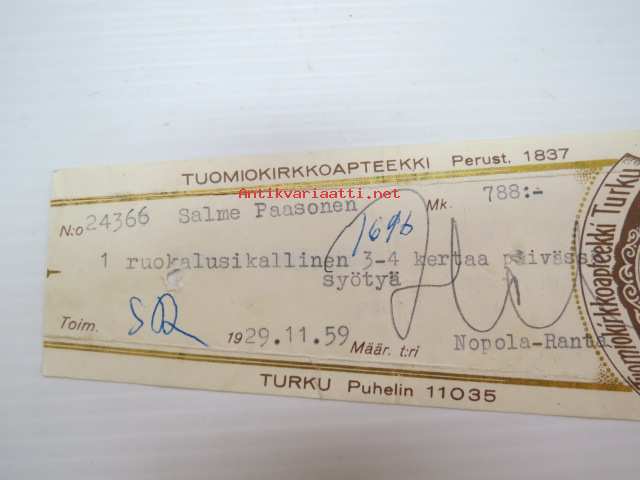 TUOMIOKIRKKOAPTEEKKI Perust. 1837
Antikvariaatti.net
N:o 24366 Salme Paasonen Mk. 788:-
1696
1 ruokalusikallinen 3-4 kertaa päivässä
syötyä
Toim. 1929.11.59 Määr. t:ri Nopola-Ranta
TURKU Puhelin 11035
Tuomiokirkkoapteekki Turku